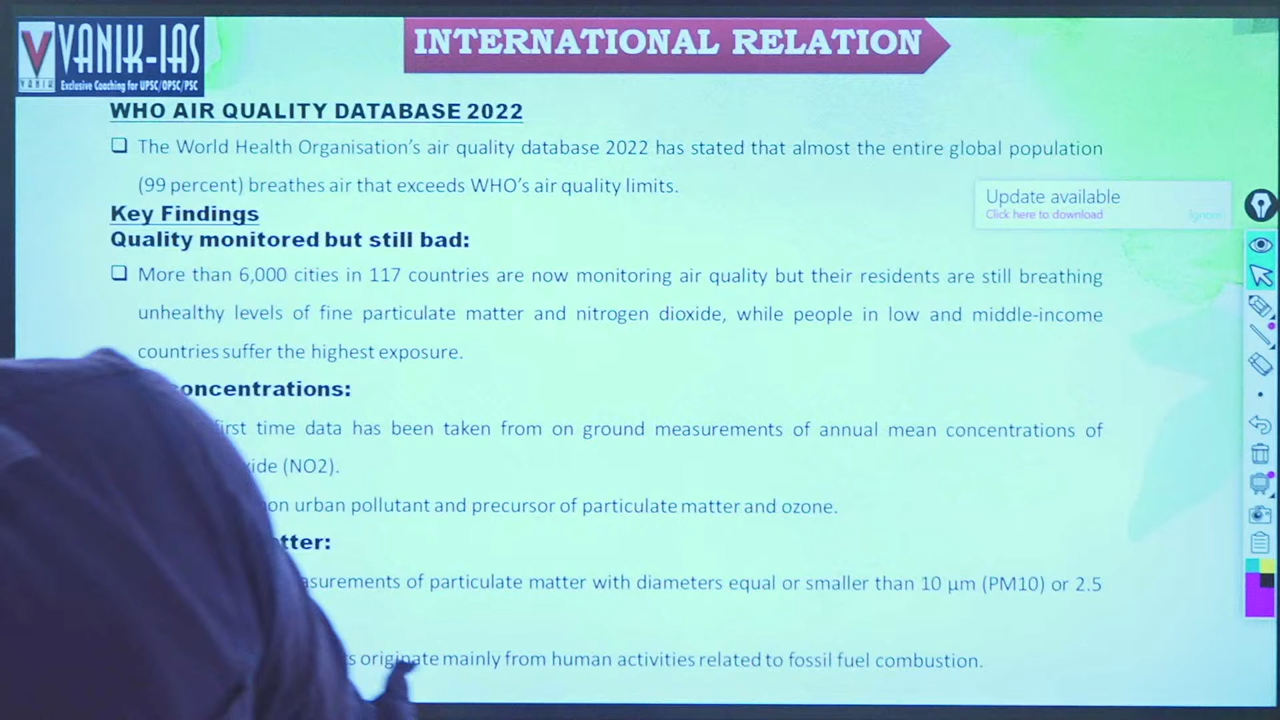 VANIK-IAS
VANIK
Exclusive Coaching for UPSC/OPSC/PSC
INTERNATIONAL RELATION
WHO AIR QUALITY DATABASE 2022
The World Health Organisation's air quality database 2022 has stated that almost the entire global population
(99 percent) breathes air that exceeds WHO's air quality limits.
Update available
Click here to download Ignore
Key Findings
Quality monitored but still bad:
More than 6,000 cities in 117 countries are now monitoring air quality but their residents are still breathing
unhealthy levels of fine particulate matter and nitrogen dioxide, while people in low and middle-income
countries suffer the highest exposure.
oncentrations:
first time data has been taken from on ground measurements of annual mean concentrations of
xide (NO2).
on urban pollutant and precursor of particulate matter and ozone.
tter:
asurements of particulate matter with diameters equal or smaller than 10 μm (PM10) or 2.5
s originate mainly from human activities related to fossil fuel combustion.